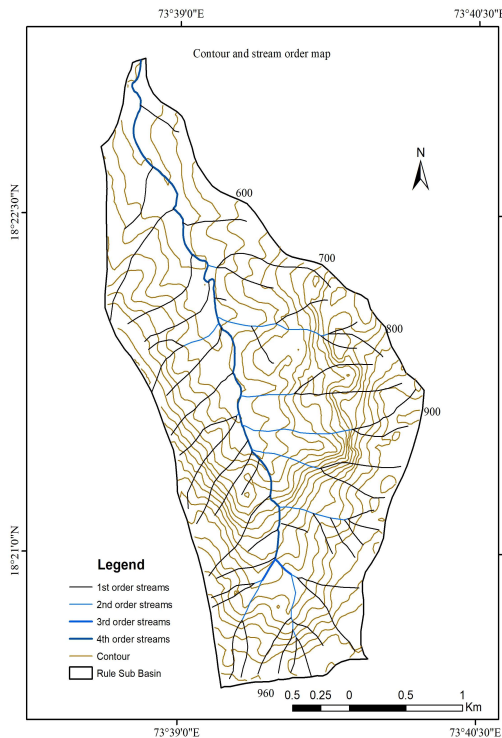 73°39'0"E
73°40'30"E
Contour and stream order map
N
600
18°22'30"N
700
800
900
18°21'0"N
Legend
1st order streams
2nd order streams
3rd order streams
4th order streams
Contour
Rule Sub Basin
960
0.5 0.25 0 0.5 1
Km
73°39'0"E
73°40'30"E